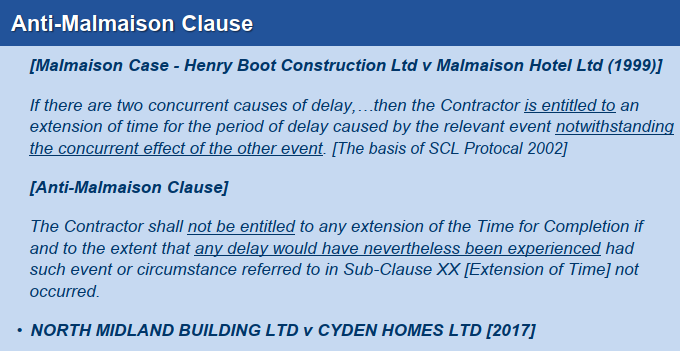 Anti-Malmaison Clause
[Malmaison Case - Henry Boot Construction Ltd v Malmaison Hotel Ltd (1999)]
If there are two concurrent causes of delay,…then the Contractor is entitled to an
extension of time for the period of delay caused by the relevant event notwithstanding
the concurrent effect of the other event. [The basis of SCL Protocal 2002]
[Anti-Malmaison Clause]
The Contractor shall not be entitled to any extension of the Time for Completion if
and to the extent that any delay would have nevertheless been experienced had
such event or circumstance referred to in Sub-Clause XX [Extension of Time] not
occurred.
• NORTH MIDLAND BUILDING LTD v CYDEN HOMES LTD [2017]